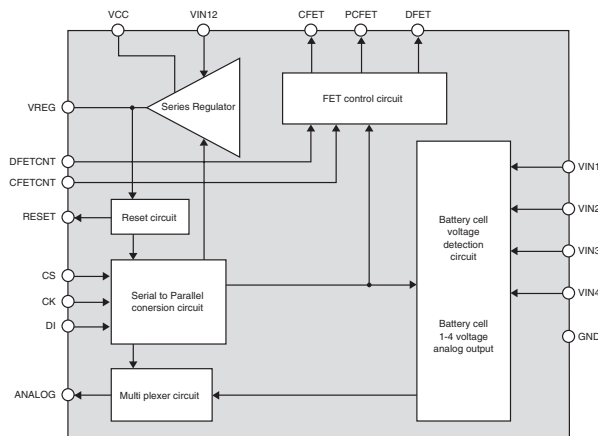 VCC
VIN12
CFET
PCFET
DFET
Series Regulator
FET control circuit
VREG
DFETCNT
CFETCNT
RESET
Reset circuit
CS
CK
DI
Serial to Parallel
conersion circuit
ANALOG
Multi plexer circuit
Battery cell
voltage
detection
circuit
Battery cell
1-4 voltage
analog output
VIN1
VIN2
VIN3
VIN4
GND